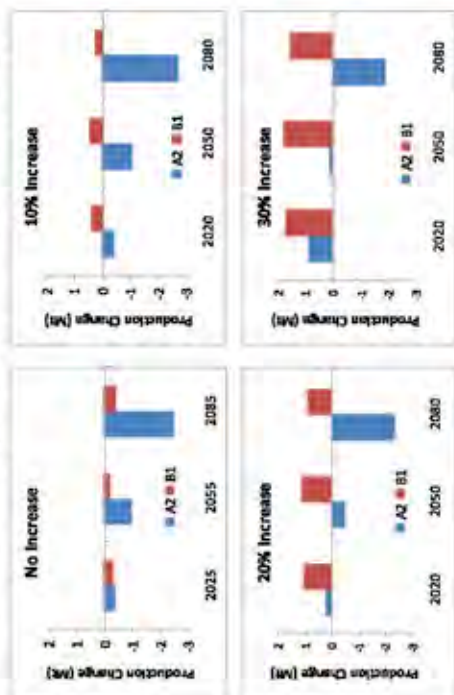 No Increase
Production Change (Mt)
2
1
0
-1
-2
-3
A2 B1
2025 2055 2085
10% Increase
Production Change (Mt)
2
1
0
-1
-2
-3
A2 B1
2020 2050 2080
20% Increase
Production Change (Mt)
2
1
0
-1
-2
-3
A2 B1
2020 2050 2080
30% Increase
Production Change (Mt)
2
1
0
-1
-2
-3
A2 B1
2020 2050 2080